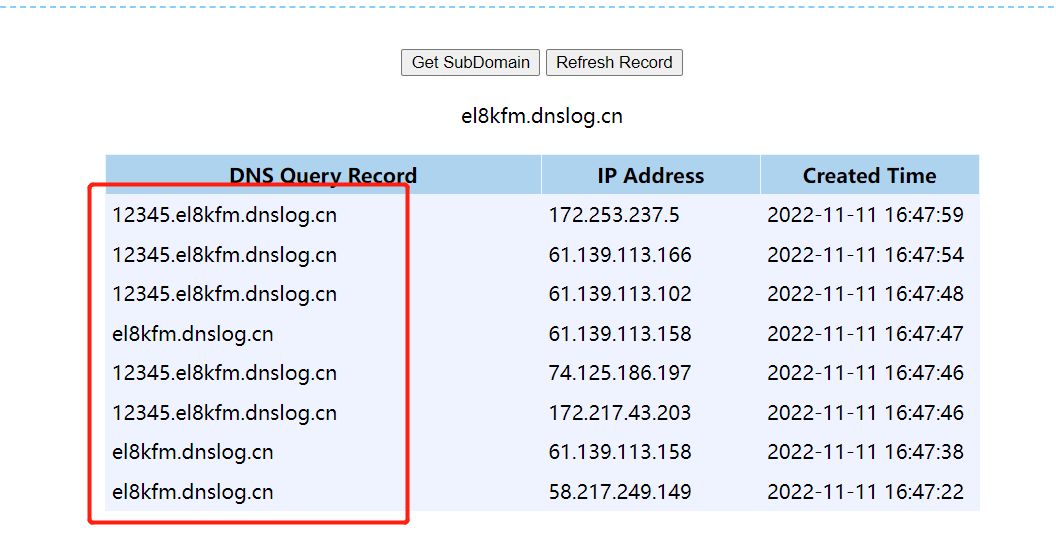 Get SubDomain Refresh Record
el8kfm.dnslog.cn
DNS Query Record IP Address Created Time
12345.el8kfm.dnslog.cn 172.253.237.5 2022-11-11 16:47:59
12345.el8kfm.dnslog.cn 61.139.113.166 2022-11-11 16:47:54
12345.el8kfm.dnslog.cn 61.139.113.102 2022-11-11 16:47:48
el8kfm.dnslog.cn 61.139.113.158 2022-11-11 16:47:47
12345.el8kfm.dnslog.cn 74.125.186.197 2022-11-11 16:47:46
12345.el8kfm.dnslog.cn 172.217.43.203 2022-11-11 16:47:46
el8kfm.dnslog.cn 61.139.113.158 2022-11-11 16:47:38
el8kfm.dnslog.cn 58.217.249.149 2022-11-11 16:47:22